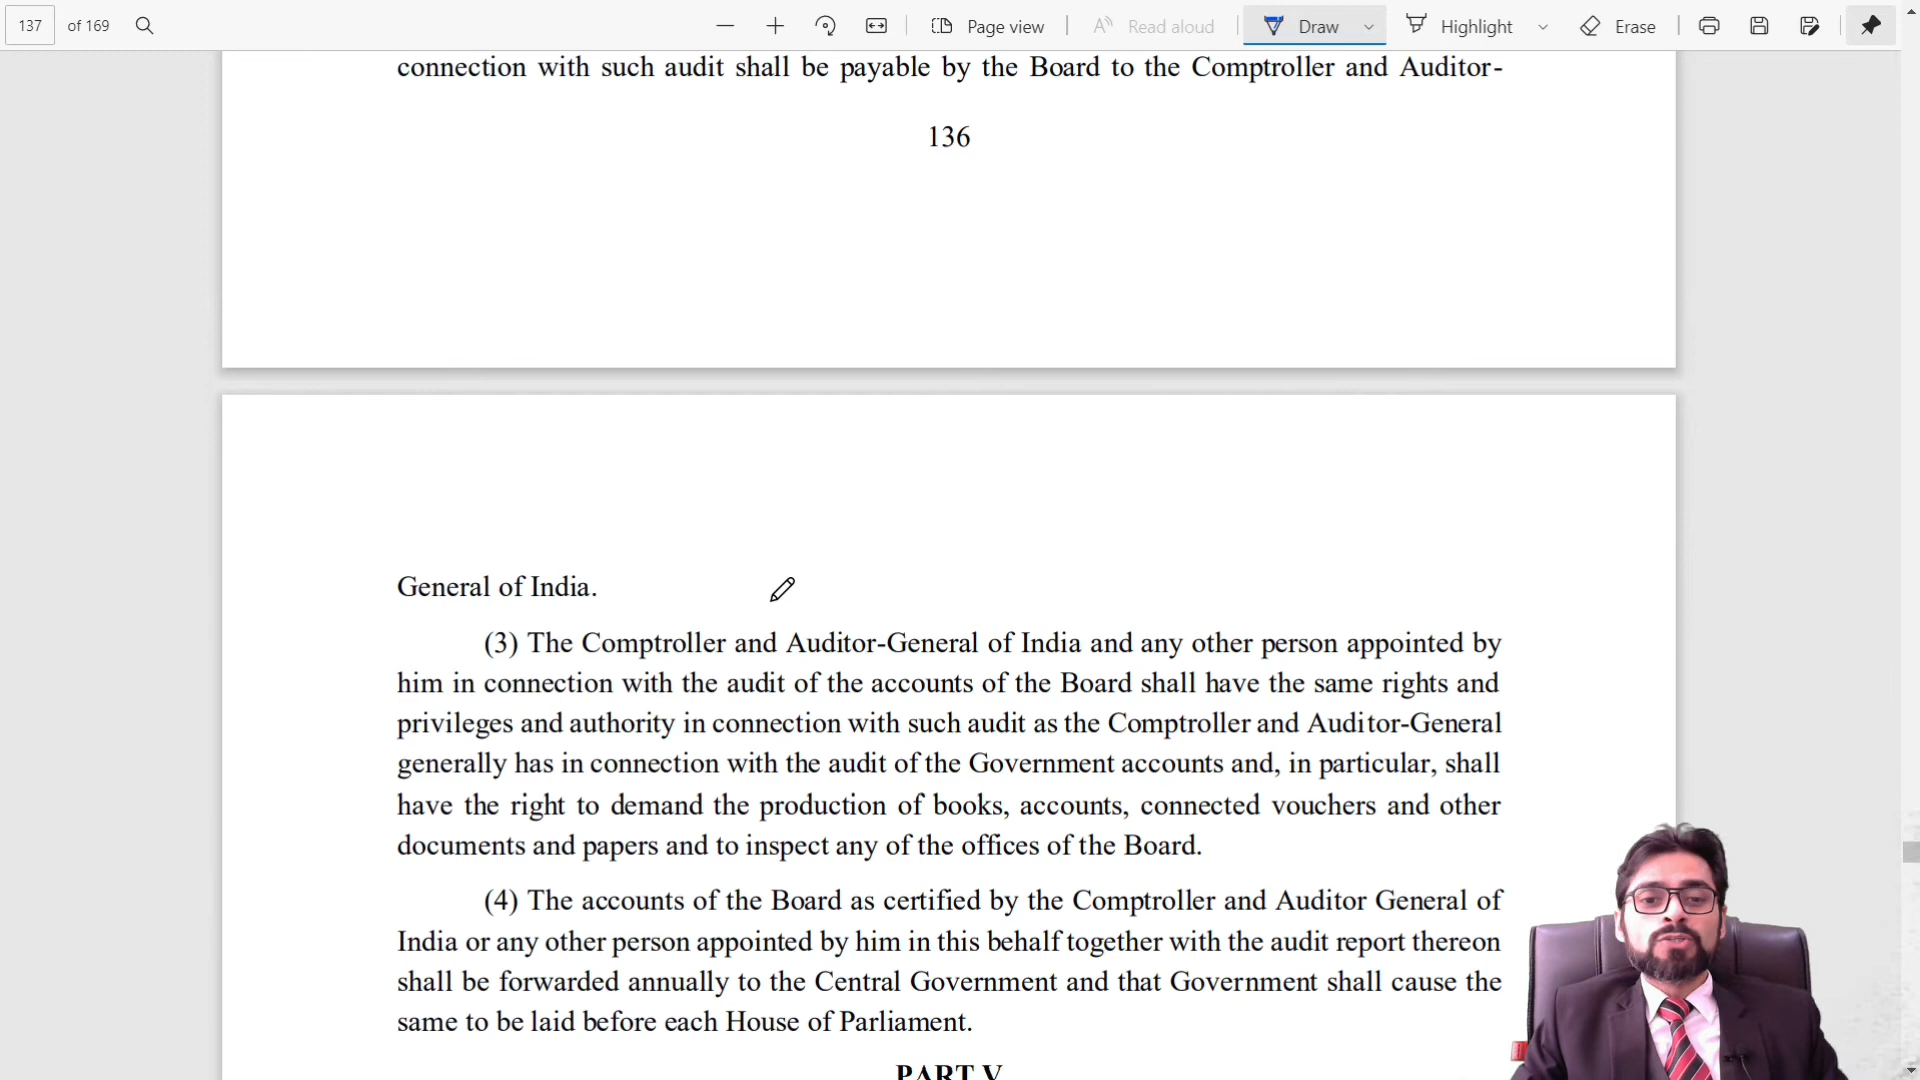 137 of 169 Page view Read aloud Draw Highlight Erase
connection with such audit shall be payable by the Board to the Comptroller and Auditor-
136
General of India.
(3) The Comptroller and Auditor-General of India and any other person appointed by
him in connection with the audit of the accounts of the Board shall have the same rights and
privileges and authority in connection with such audit as the Comptroller and Auditor-General
generally has in connection with the audit of the Government accounts and, in particular, shall
have the right to demand the production of books, accounts, connected vouchers and other
documents and papers and to inspect any of the offices of the Board.
(4) The accounts of the Board as certified by the Comptroller and Auditor General of
India or any other person appointed by him in this behalf together with the audit report thereon
shall be forwarded annually to the Central Government and that Government shall cause the
same to be laid before each House of Parliament.
PART V